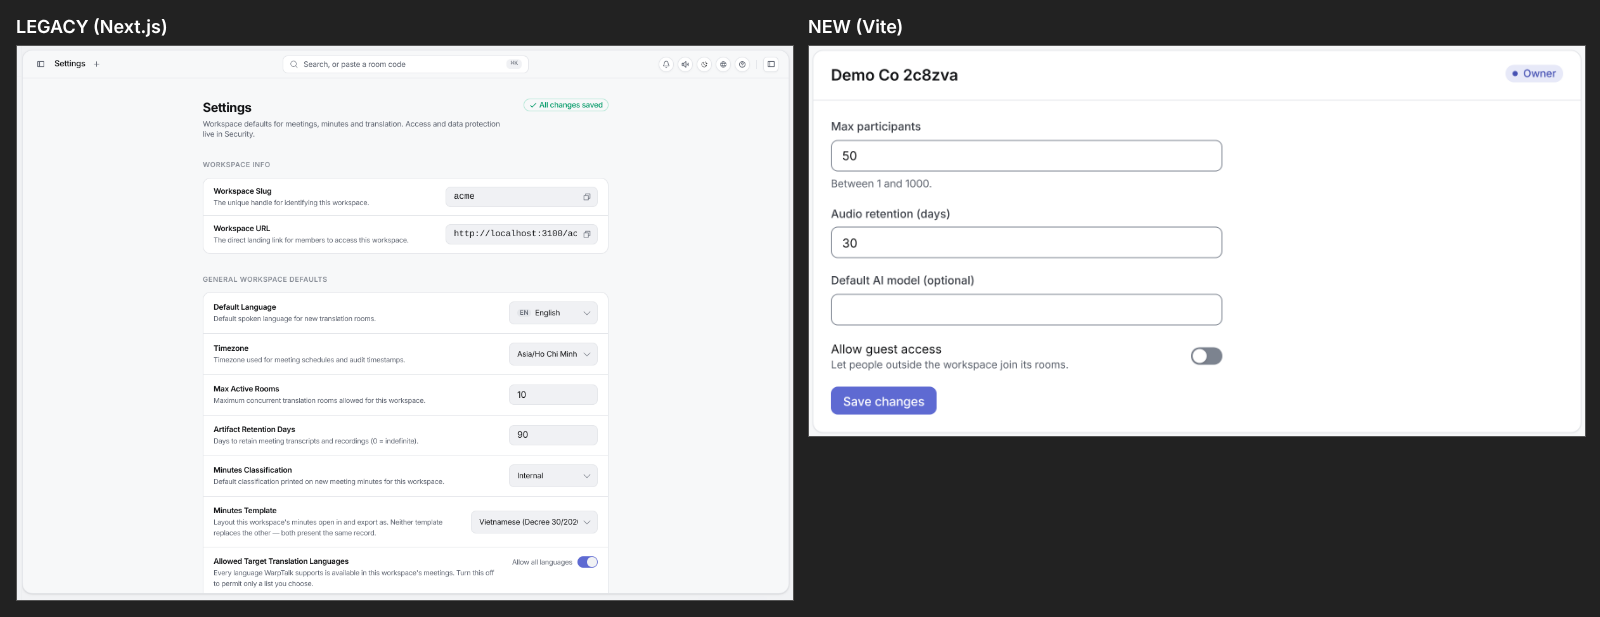 LEGACY (Next.js)
Settings
Search, or paste a room code
⌘K
Settings
All changes saved
Workspace defaults for meetings, minutes and translation. Access and data protection
live in Security.
WORKSPACE INFO
Workspace Slug
The unique handle for identifying this workspace.
acme
Workspace URL
The direct landing link for members to access this workspace.
http://localhost:3100/ac
GENERAL WORKSPACE DEFAULTS
Default Language
Default spoken language for new translation rooms.
EN English
Timezone
Timezone used for meeting schedules and audit timestamps.
Asia/Ho Chi Minh
Max Active Rooms
Maximum concurrent translation rooms allowed for this workspace.
10
Artifact Retention Days
Days to retain meeting transcripts and recordings (0 = indefinite).
90
Minutes Classification
Default classification printed on new meeting minutes for this workspace.
Internal
Minutes Template
Layout this workspace's minutes open in and export as. Neither template
replaces the other — both present the same record.
Vietnamese (Decree 30/202
Allowed Target Translation Languages
Every language WarpTalk supports is available in this workspace's meetings. Turn this off
to permit only a list you choose.
Allow all languages
NEW (Vite)
Demo Co 2c8zva
Owner
Max participants
50
Between 1 and 1000.
Audio retention (days)
30
Default AI model (optional)
Allow guest access
Let people outside the workspace join its rooms.
Save changes